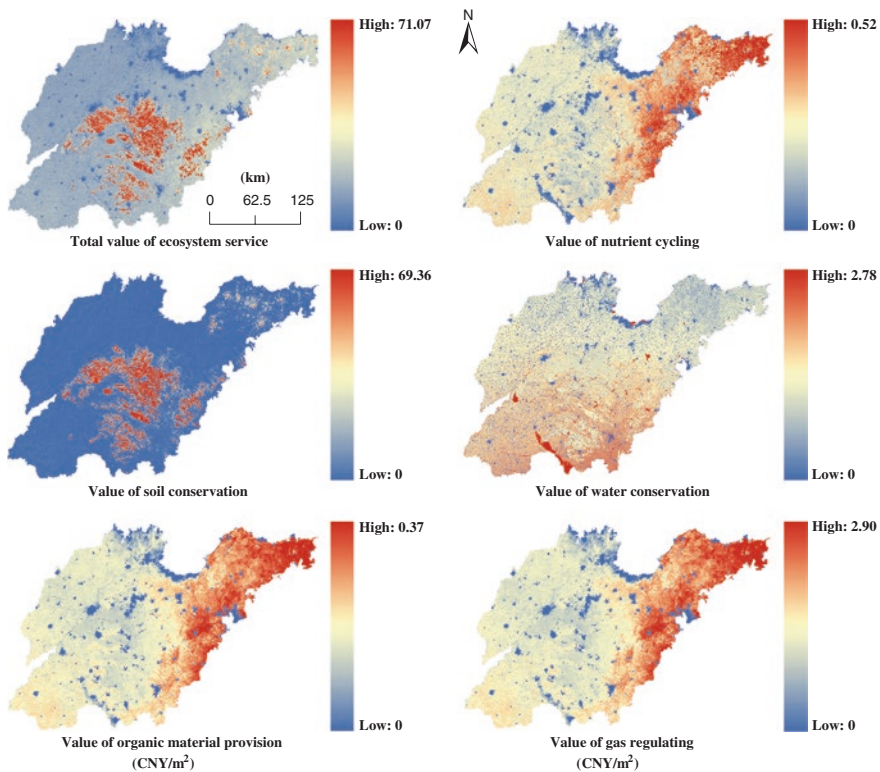 High: 71.07
(km)
0 62.5 125
Low: 0
Total value of ecosystem service
N
High: 0.52
Low: 0
Value of nutrient cycling
High: 69.36
Low: 0
Value of soil conservation
High: 2.78
Low: 0
Value of water conservation
High: 0.37
Low: 0
Value of organic material provision
(CNY/m²)
High: 2.90
Low: 0
Value of gas regulating
(CNY/m²)